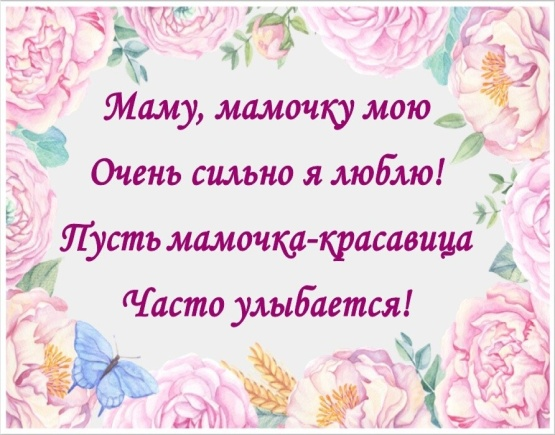 Маму, мамочку мою
Очень сильно я люблю!
Пусть мамочка-красавица
Часто улыбается!